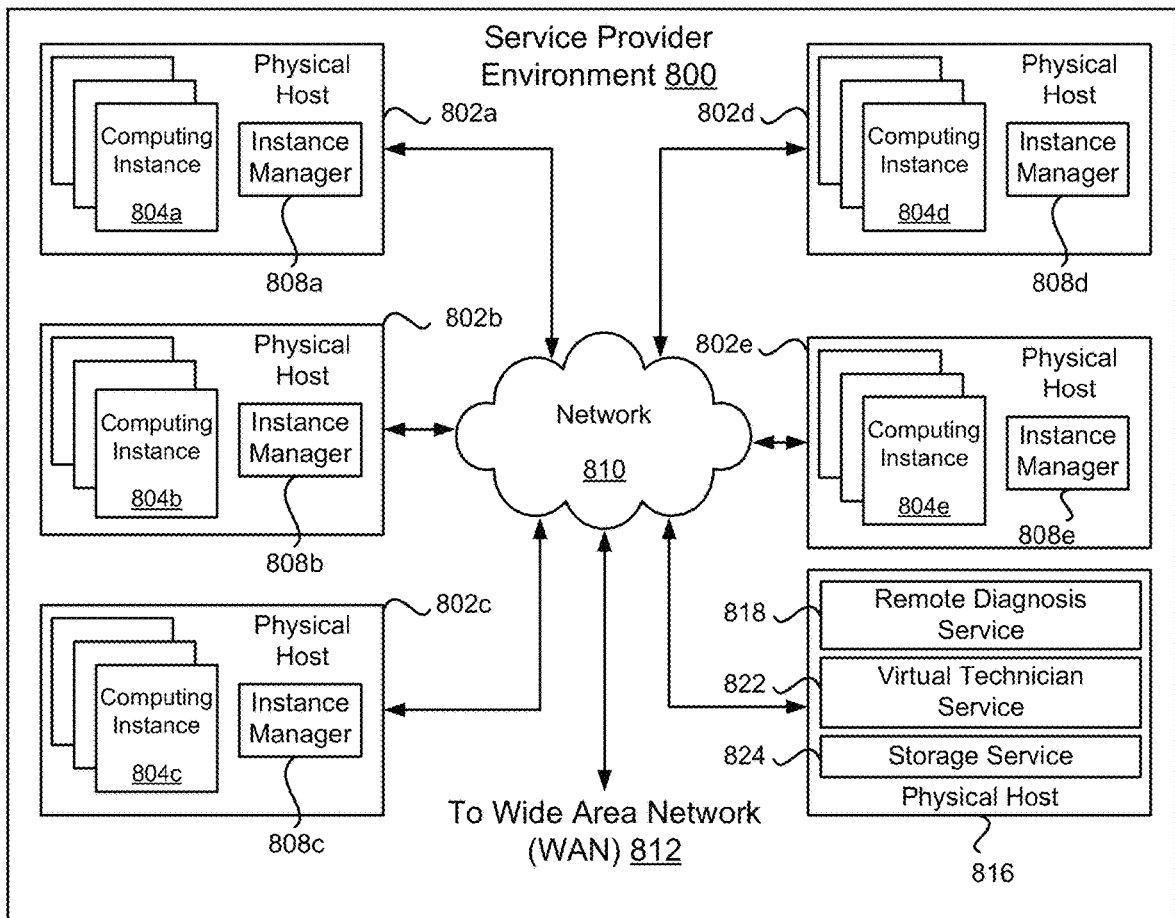 Service Provider
Environment 800
Physical
Host
Computing
Instance
804a
Instance
Manager
802a
808a
Physical
Host
Computing
Instance
804d
Instance
Manager
802d
808d
Physical
Host
Computing
Instance
804b
Instance
Manager
802b
808b
Network
810
Physical
Host
Computing
Instance
804e
Instance
Manager
802e
808e
Physical
Host
Computing
Instance
804c
Instance
Manager
802c
808c
To Wide Area Network
(WAN) 812
818
Remote Diagnosis
Service
822
Virtual Technician
Service
824
Storage Service
Physical Host
816